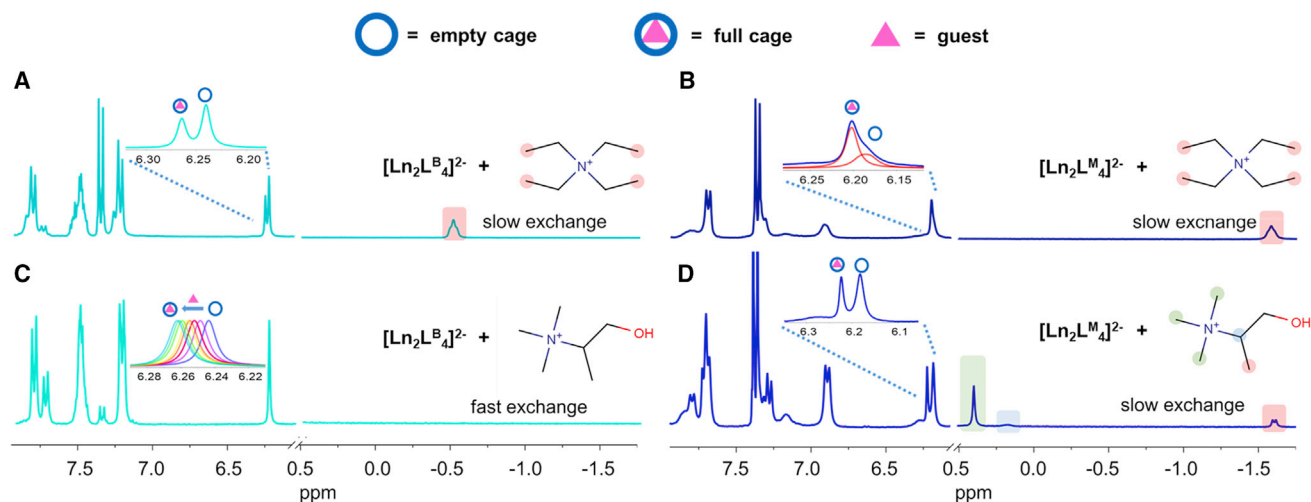 = empty cage = full cage = guest
A
6.30 6.25 6.20
[Ln₂Lᴮ₄]²⁻ +
N⁺
slow exchange
B
6.25 6.20 6.15
[Ln₂Lᴹ₄]²⁻ +
N⁺
slow excnange
C
6.28 6.26 6.24 6.22
[Ln₂Lᴮ₄]²⁻ +
N⁺ OH
fast exchange
7.5 7.0 6.5 0.5 0.0 -0.5 -1.0 -1.5
ppm
D
6.3 6.2 6.1
[Ln₂Lᴹ₄]²⁻ +
N⁺ OH
slow exchange
7.5 7.0 6.5 0.5 0.0 -0.5 -1.0 -1.5
ppm